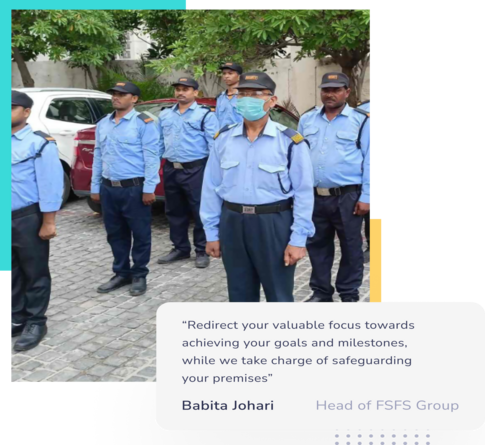 “Redirect your valuable focus towards
achieving your goals and milestones,
while we take charge of safeguarding
your premises”
Babita Johari Head of FSFS Group